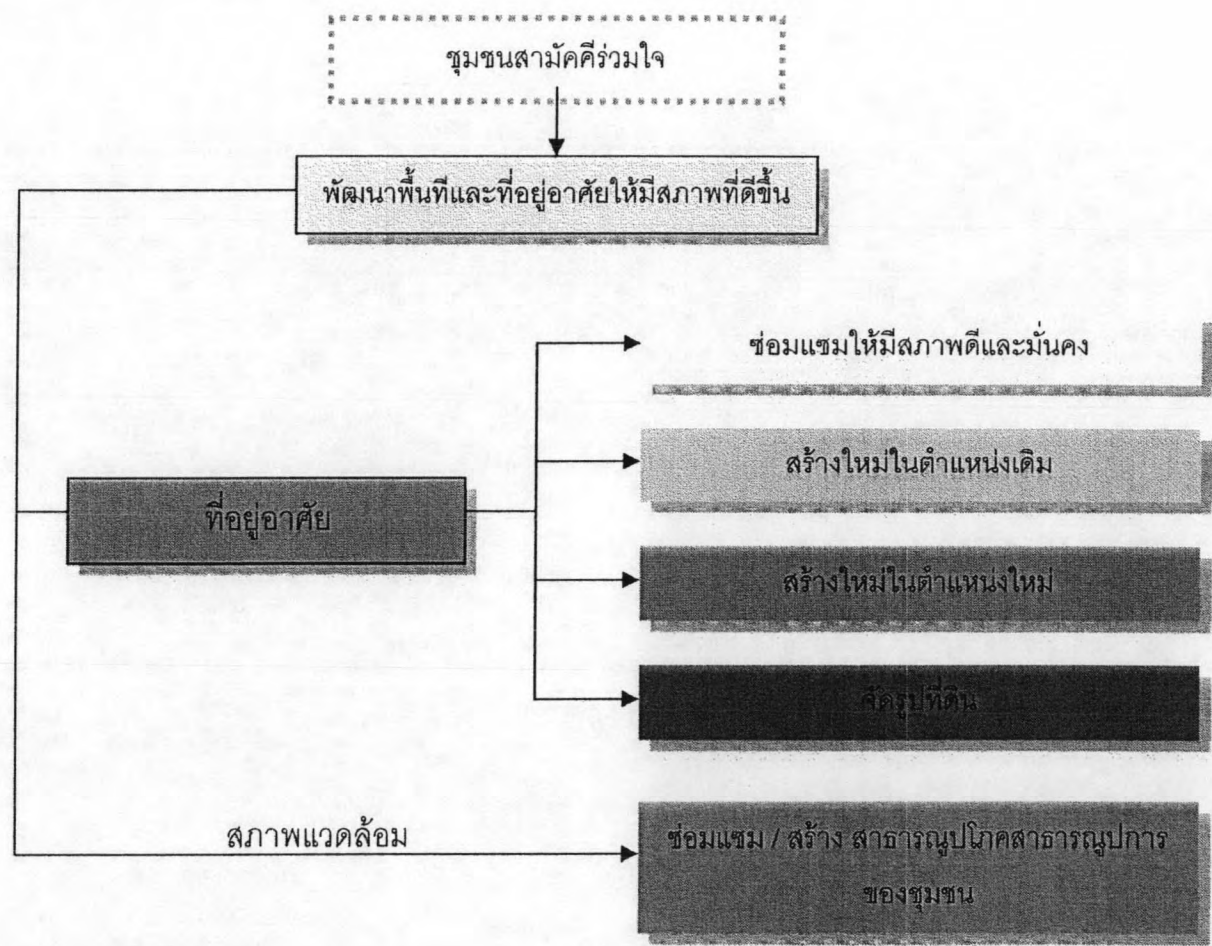 ชุมชนสามัคคีร่วมใจ
พัฒนาพื้นที่และที่อยู่อาศัยให้มีสภาพที่ดีขึ้น
ซ่อมแซมให้มีสภาพดีและมั่นคง
สร้างใหม่ในตำแหน่งเดิม
ที่อยู่อาศัย
สร้างใหม่ในตำแหน่งใหม่
จัดรูปที่ดิน
สภาพแวดล้อม
ซ่อมแซม / สร้าง สาธารณูปโภคสาธารณูปการ
ของชุมชน